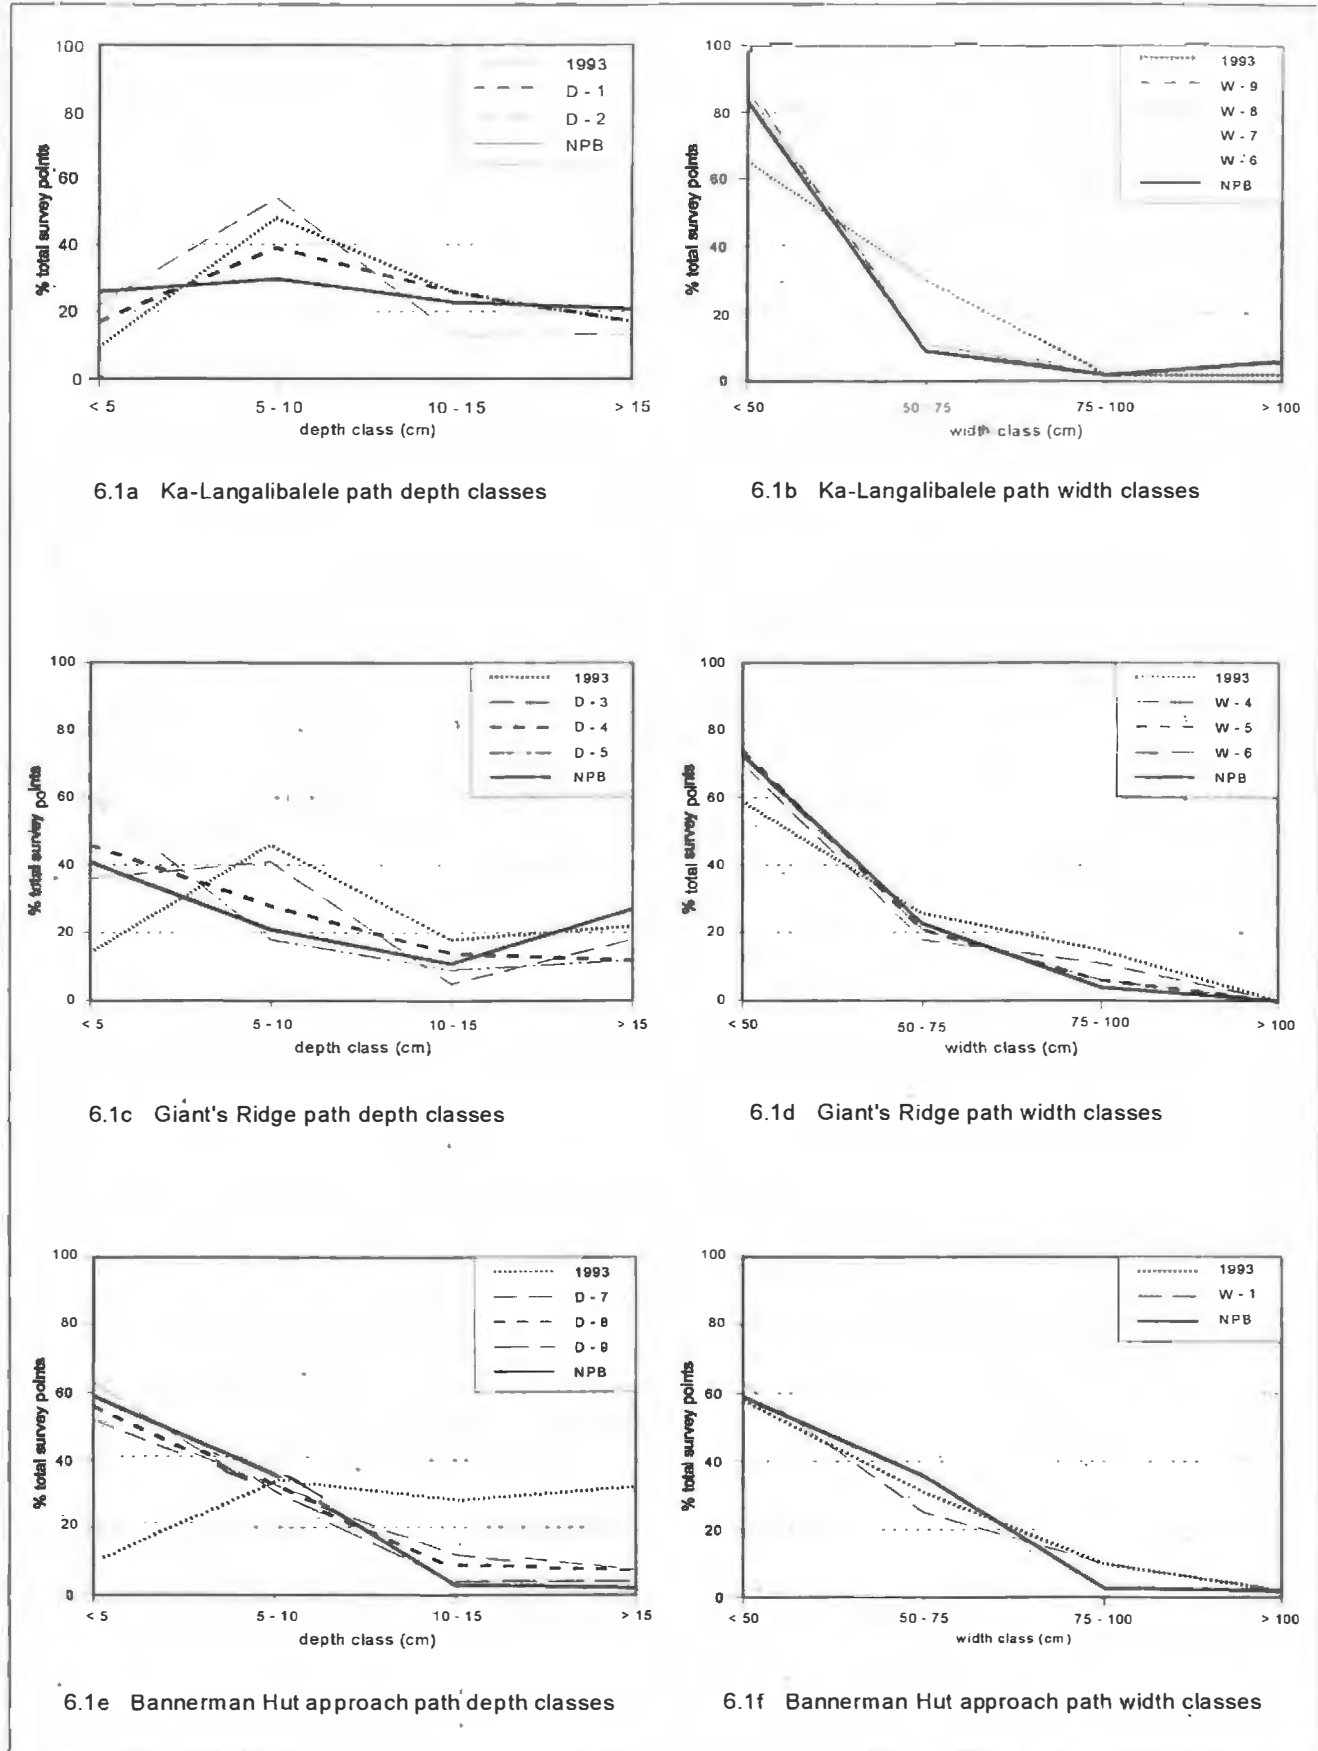 100
80
60
40
20
0
% total survey points
1993
D - 1
D - 2
NPB
< 5
5 - 10
10 - 15
> 15
depth class (cm)
6.1a Ka-Langalibalele path depth classes
100
80
60
40
20
0
% total survey points
1993
W - 9
W - 8
W - 7
W - 6
NPB
< 50
50 - 75
75 - 100
> 100
width class (cm)
6.1b Ka-Langalibalele path width classes
100
80
60
40
20
0
% total survey points
1993
D - 3
D - 4
D - 5
NPB
< 5
5 - 10
10 - 15
> 15
depth class (cm)
6.1c Giant's Ridge path depth classes
100
80
60
40
20
0
% total survey points
1993
W - 4
W - 5
W - 6
NPB
< 50
50 - 75
75 - 100
> 100
width class (cm)
6.1d Giant's Ridge path width classes
100
80
60
40
20
0
% total survey points
1993
D - 7
D - 8
D - 9
NPB
< 5
5 - 10
10 - 15
> 15
depth class (cm)
6.1e Bannerman Hut approach path depth classes
100
80
60
40
20
0
% total survey points
1993
W - 1
NPB
< 50
50 - 75
75 - 100
> 100
width class (cm)
6.1f Bannerman Hut approach path width classes